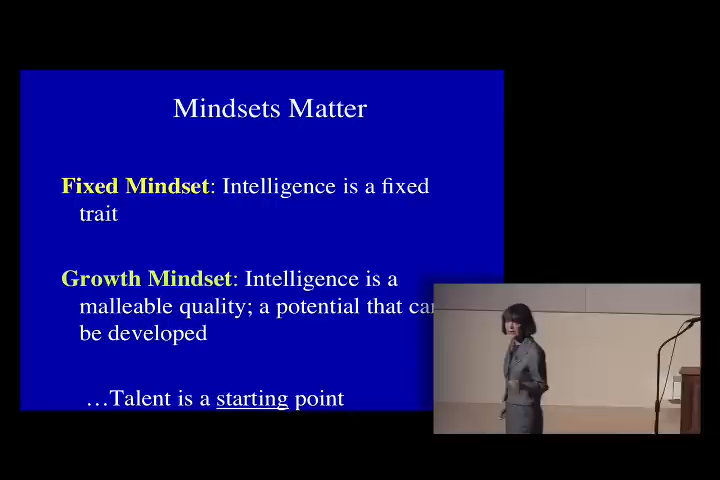 Mindsets Matter
Fixed Mindset: Intelligence is a fixed
trait
Growth Mindset: Intelligence is a
malleable quality; a potential that can
be developed
…Talent is a starting point